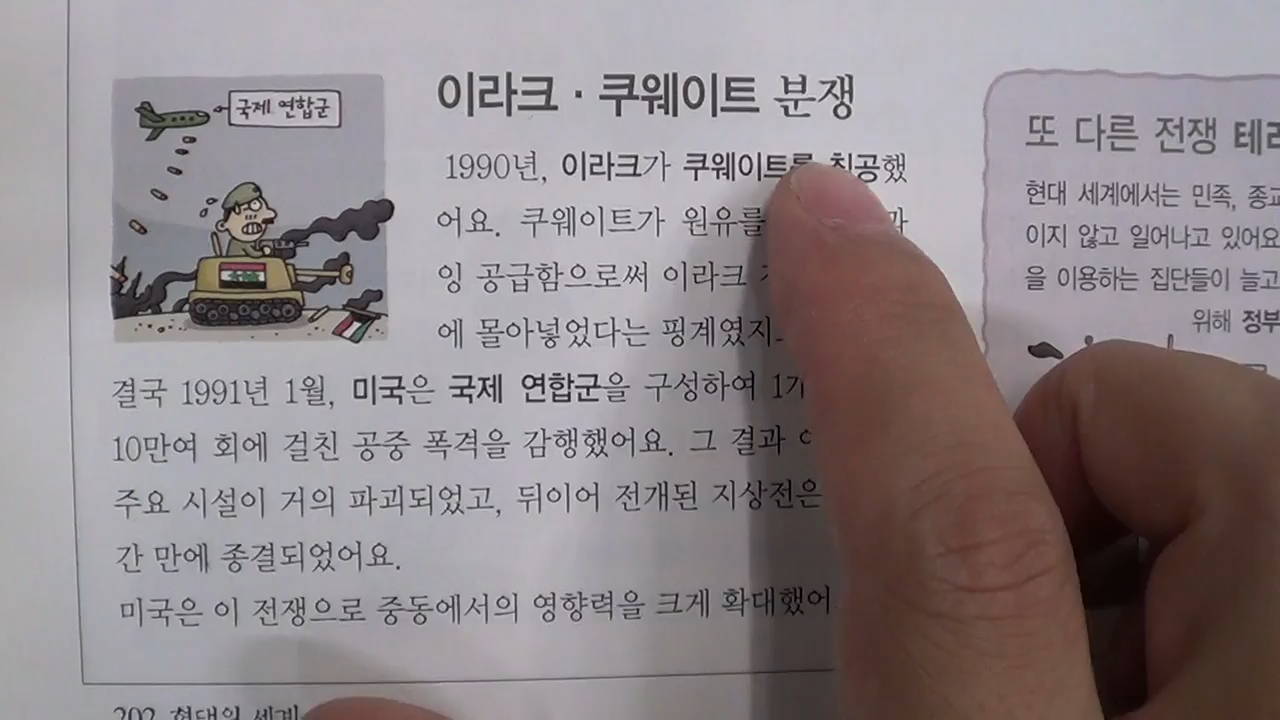 국제 연합군
이라크 · 쿠웨이트 분쟁
1990년, 이라크가 쿠웨이트를 침공했
어요. 쿠웨이트가 원유를
잉 공급함으로써 이라크
에 몰아넣었다는 핑계였지
결국 1991년 1월, 미국은 국제 연합군을 구성하여
10만여 회에 걸친 공중 폭격을 감행했어요. 그 결과
주요 시설이 거의 파괴되었고, 뒤이어 전개된 지상전은
간 만에 종결되었어요.
미국은 이 전쟁으로 중동에서의 영향력을 크게 확대했어
또 다른 전쟁 테러
현대 세계에서는 민족, 종교
이지 않고 일어나고 있어요
을 이용하는 집단들이 늘고
위해 정부
202 현대의 세계